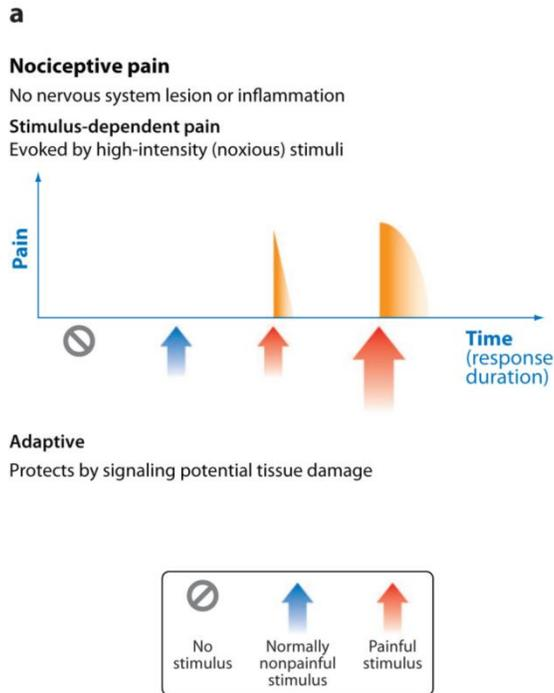 a
Nociceptive pain
No nervous system lesion or inflammation
Stimulus-dependent pain
Evoked by high-intensity (noxious) stimuli
Pain
Time
(response
duration)
Adaptive
Protects by signaling potential tissue damage
No
stimulus
Normally
nonpainful
stimulus
Painful
stimulus